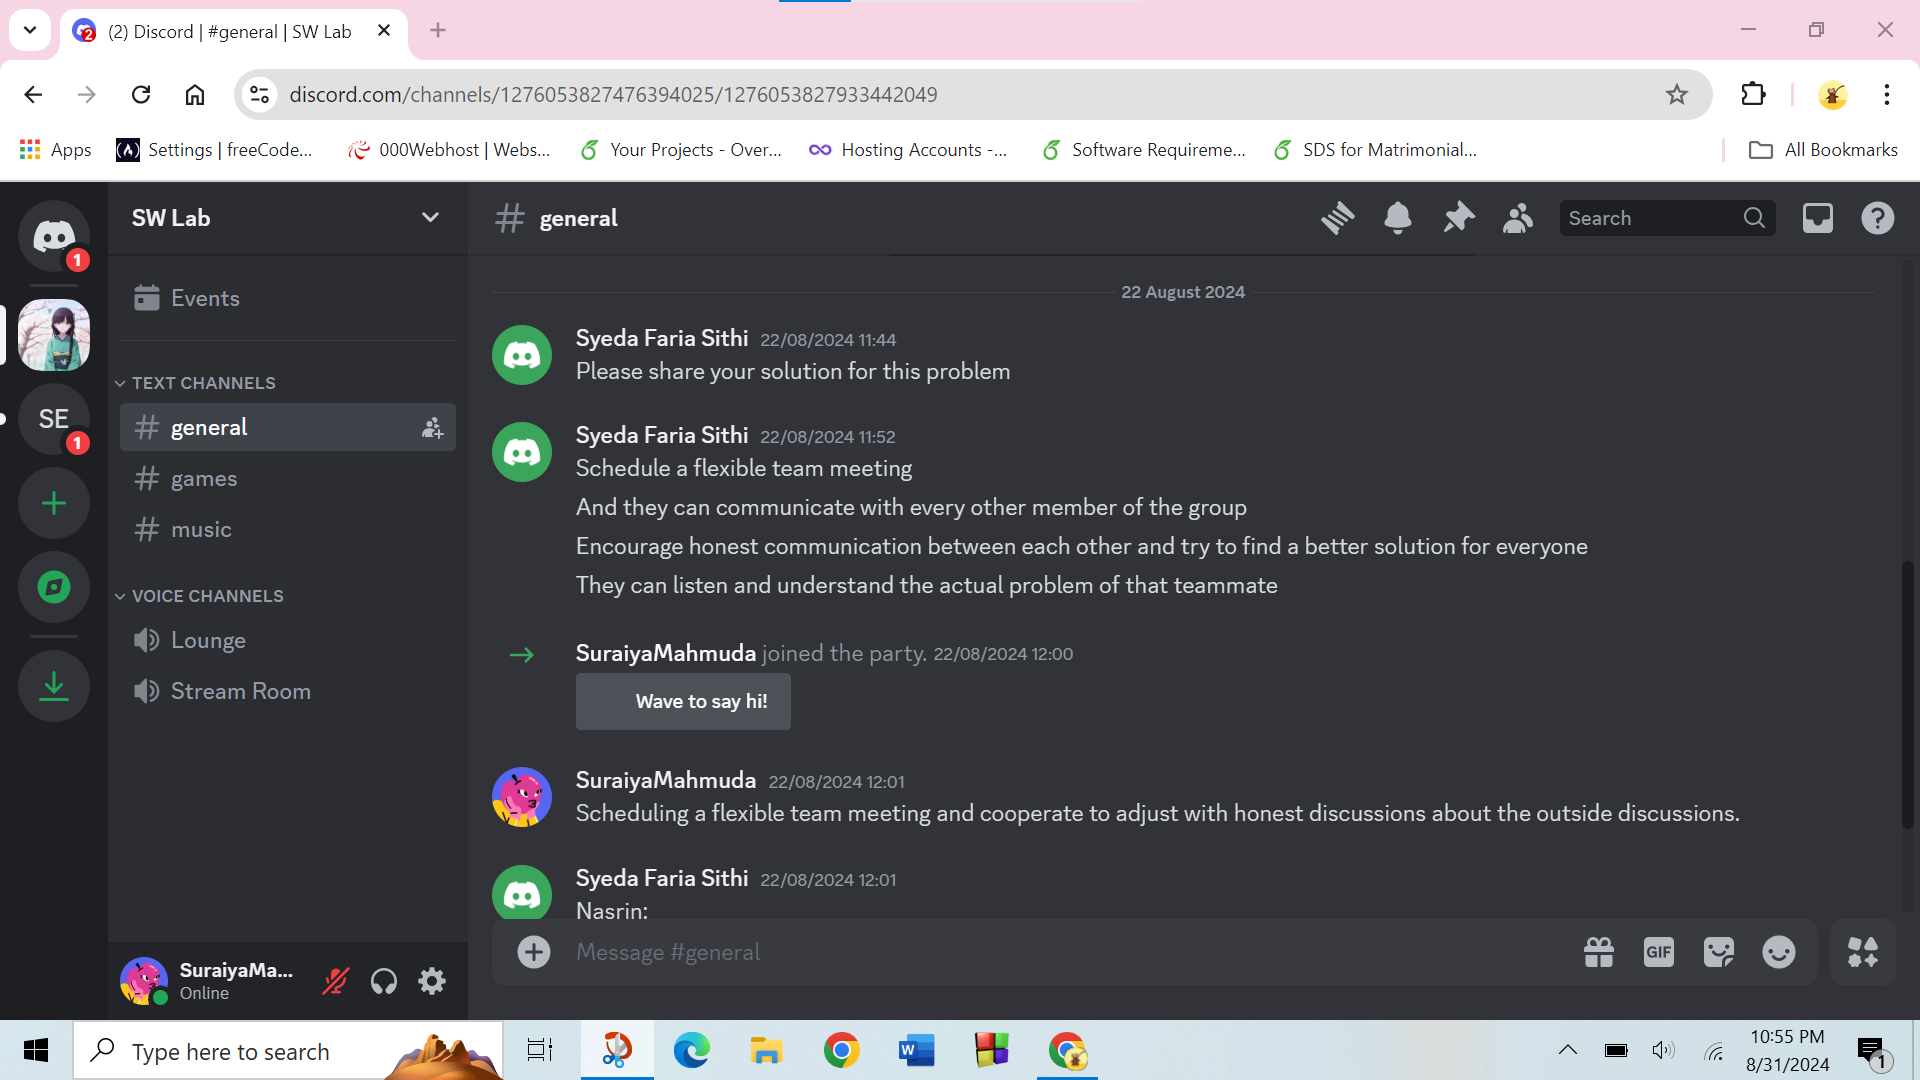 (2) Discord | #general | SW Lab
discord.com/channels/1276053827476394025/1276053827933442049
Apps
Settings | freeCode...
000Webhost | Webs...
Your Projects - Over...
Hosting Accounts -...
Software Requireme...
SDS for Matrimonial...
All Bookmarks
SW Lab
general
Search
1
Events
TEXT CHANNELS
general
SE
1
games
music
VOICE CHANNELS
Lounge
Stream Room
22 August 2024
Syeda Faria Sithi 22/08/2024 11:44
Please share your solution for this problem
Syeda Faria Sithi 22/08/2024 11:52
Schedule a flexible team meeting
And they can communicate with every other member of the group
Encourage honest communication between each other and try to find a better solution for everyone
They can listen and understand the actual problem of that teammate
SuraiyaMahmuda joined the party. 22/08/2024 12:00
Wave to say hi!
SuraiyaMahmuda 22/08/2024 12:01
Scheduling a flexible team meeting and cooperate to adjust with honest discussions about the outside discussions.
Syeda Faria Sithi 22/08/2024 12:01
Nasrin:
Message #general
GIF
SuraiyaMa...
Online
Type here to search
10:55 PM
8/31/2024
1